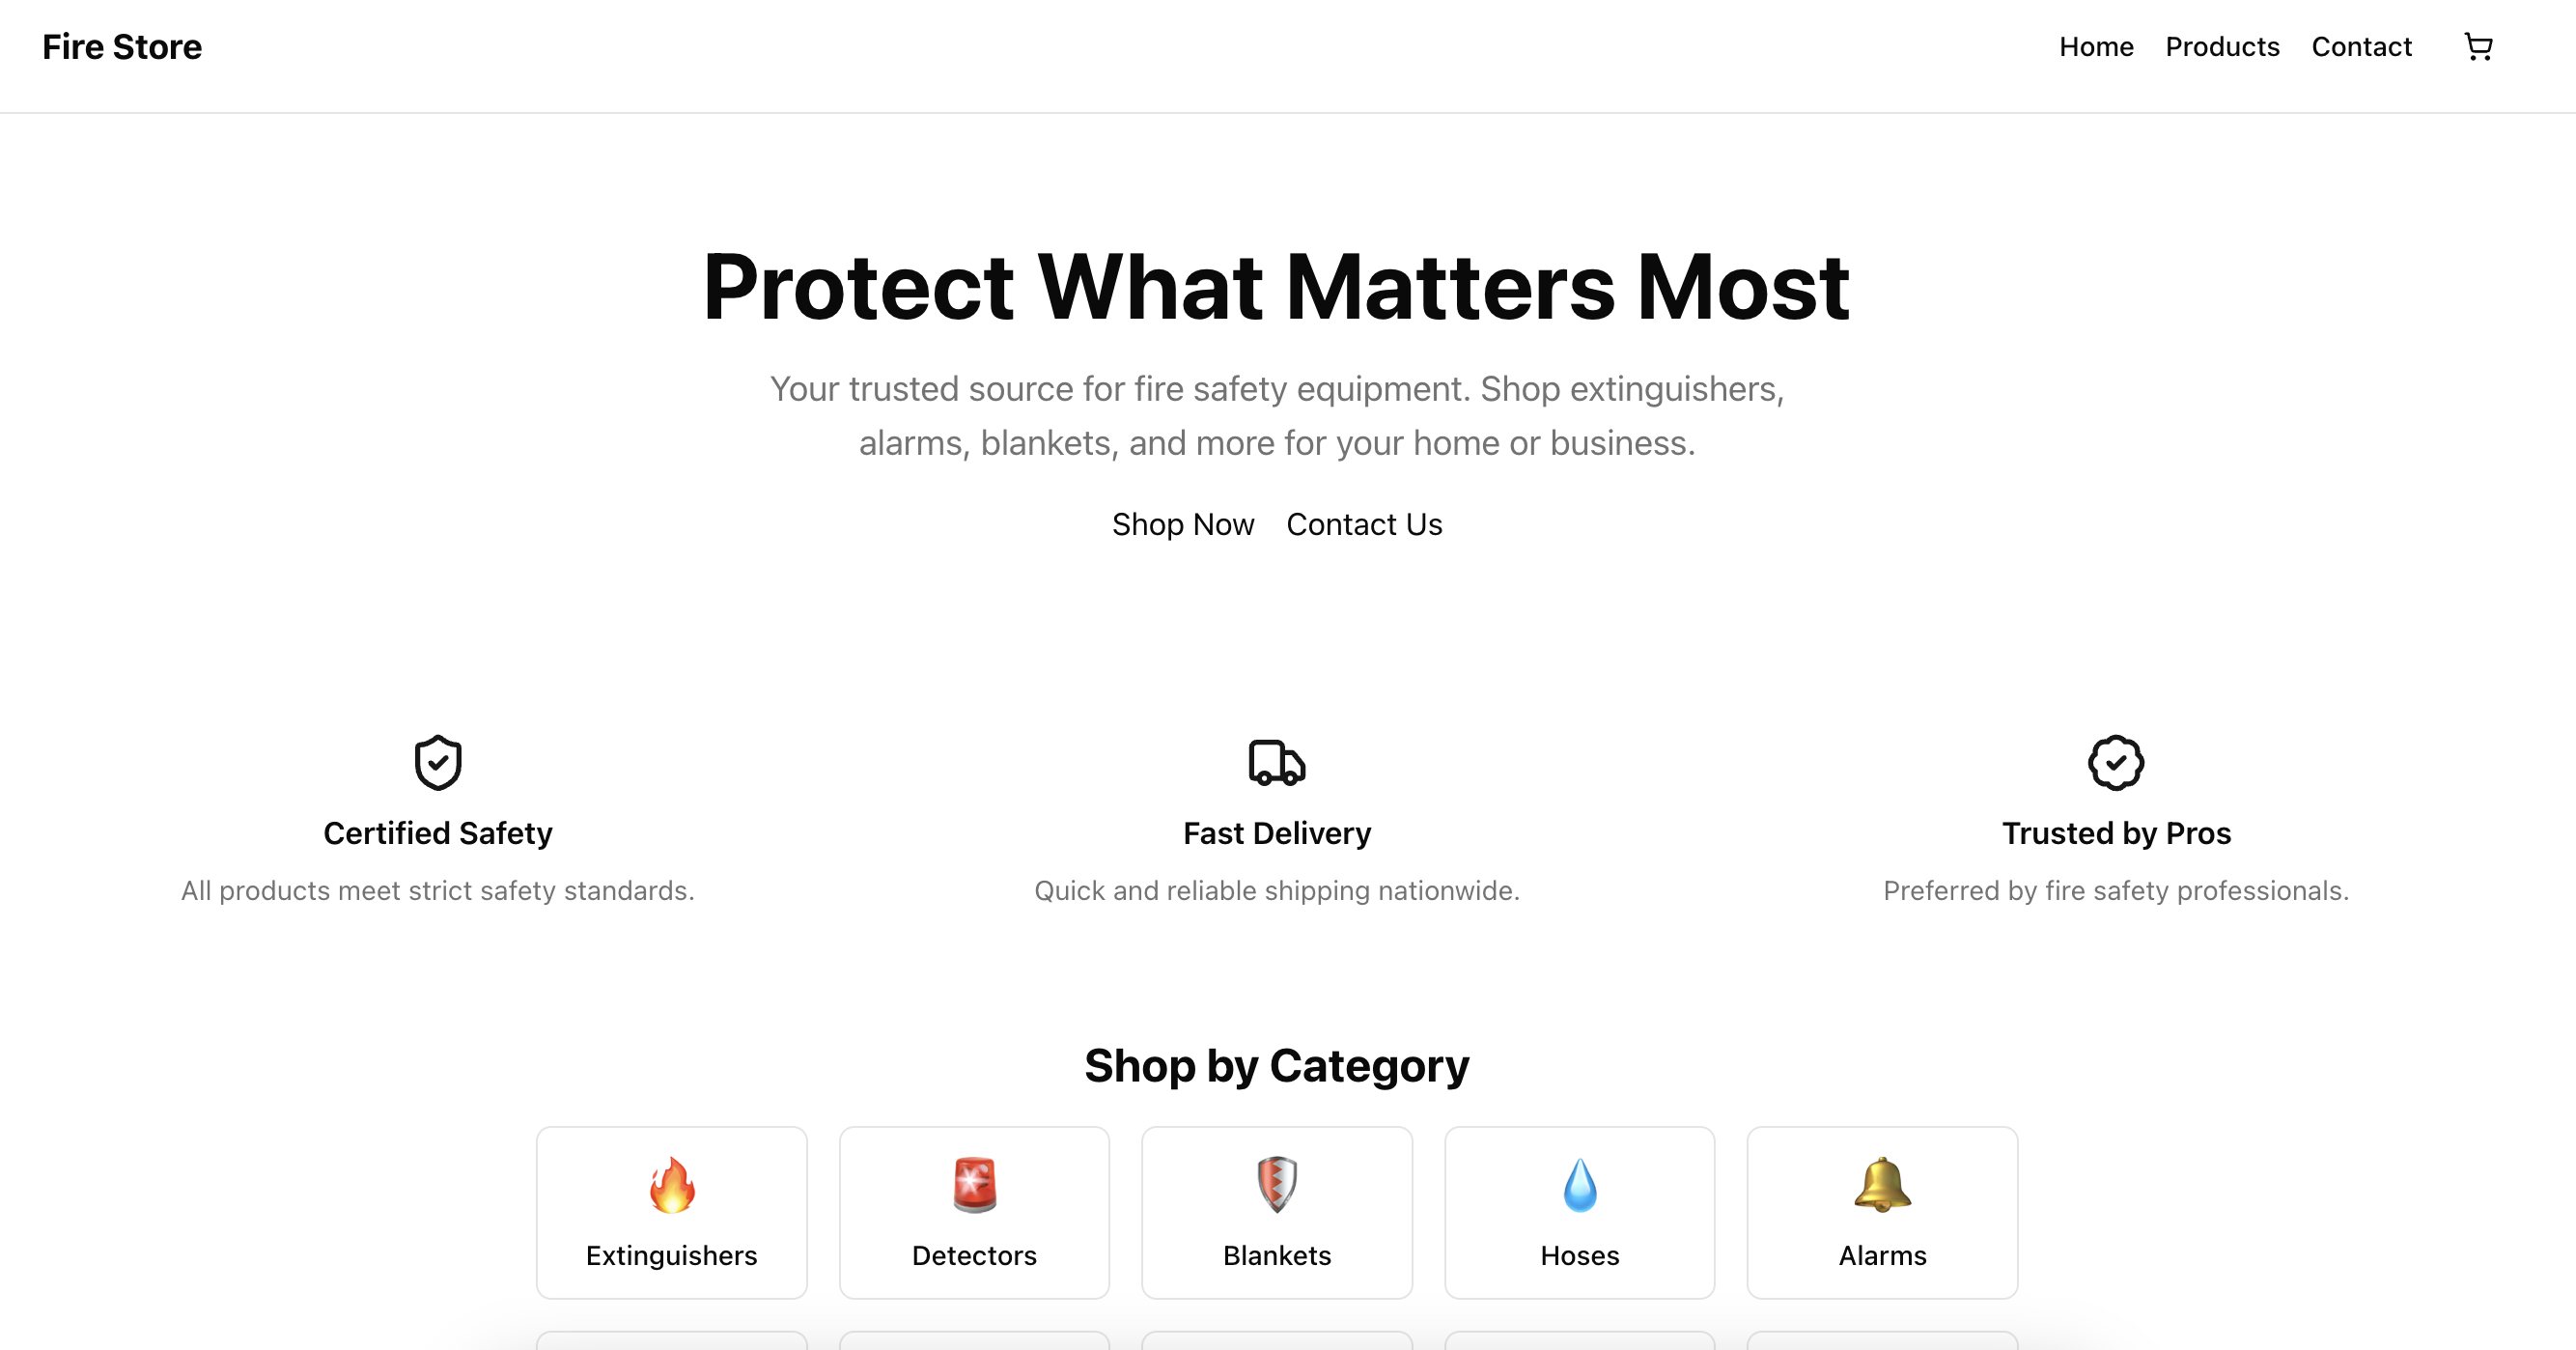 Fire Store
Home Products Contact
Protect What Matters Most
Your trusted source for fire safety equipment. Shop extinguishers,
alarms, blankets, and more for your home or business.
Shop Now Contact Us
Certified Safety
All products meet strict safety standards.
Fast Delivery
Quick and reliable shipping nationwide.
Trusted by Pros
Preferred by fire safety professionals.
Shop by Category
Extinguishers
Detectors
Blankets
Hoses
Alarms